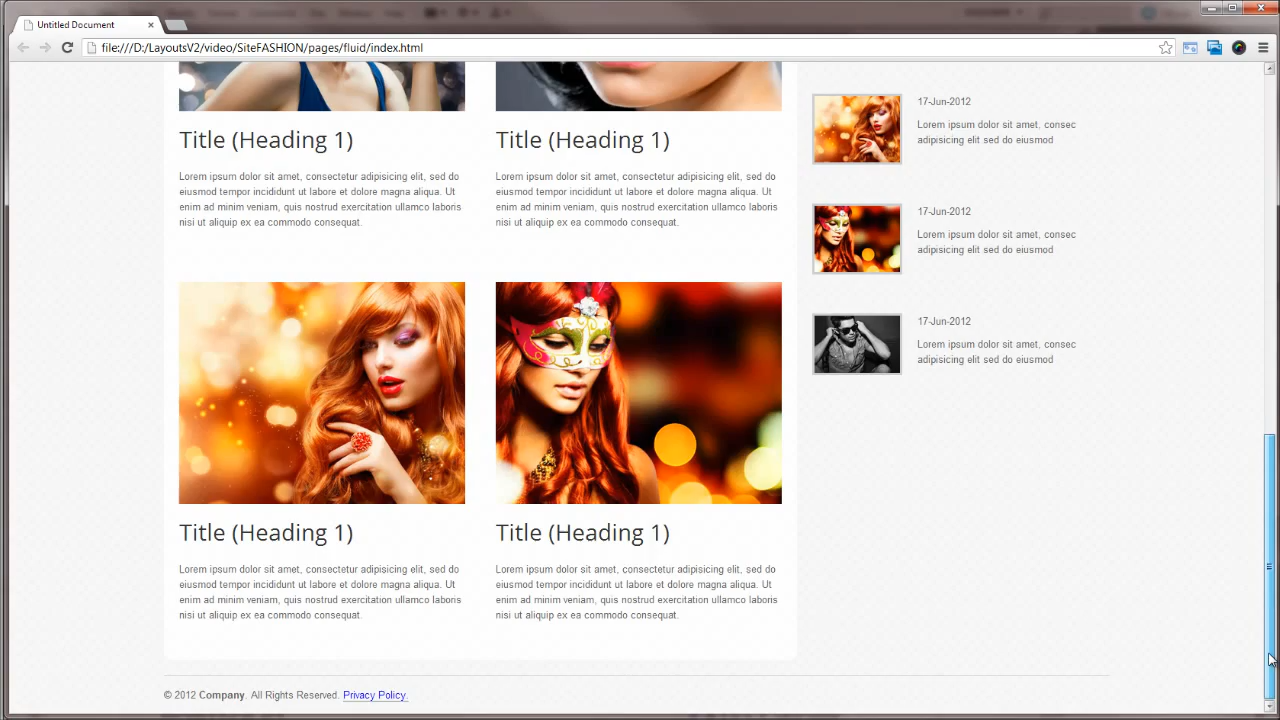 Untitled Document
file:///D:/LayoutsV2/video/SiteFASHION/pages/fluid/index.html
Title (Heading 1)
Lorem ipsum dolor sit amet, consectetur adipisicing elit, sed do
eiusmod tempor incididunt ut labore et dolore magna aliqua. Ut
enim ad minim veniam, quis nostrud exercitation ullamco laboris
nisi ut aliquip ex ea commodo consequat.
Title (Heading 1)
Lorem ipsum dolor sit amet, consectetur adipisicing elit, sed do
eiusmod tempor incididunt ut labore et dolore magna aliqua. Ut
enim ad minim veniam, quis nostrud exercitation ullamco laboris
nisi ut aliquip ex ea commodo consequat.
Title (Heading 1)
Lorem ipsum dolor sit amet, consectetur adipisicing elit, sed do
eiusmod tempor incididunt ut labore et dolore magna aliqua. Ut
enim ad minim veniam, quis nostrud exercitation ullamco laboris
nisi ut aliquip ex ea commodo consequat.
Title (Heading 1)
Lorem ipsum dolor sit amet, consectetur adipisicing elit, sed do
eiusmod tempor incididunt ut labore et dolore magna aliqua. Ut
enim ad minim veniam, quis nostrud exercitation ullamco laboris
nisi ut aliquip ex ea commodo consequat.
17-Jun-2012
Lorem ipsum dolor sit amet, consec
adipisicing elit sed do eiusmod
17-Jun-2012
Lorem ipsum dolor sit amet, consec
adipisicing elit sed do eiusmod
17-Jun-2012
Lorem ipsum dolor sit amet, consec
adipisicing elit sed do eiusmod
© 2012 Company. All Rights Reserved. Privacy Policy.